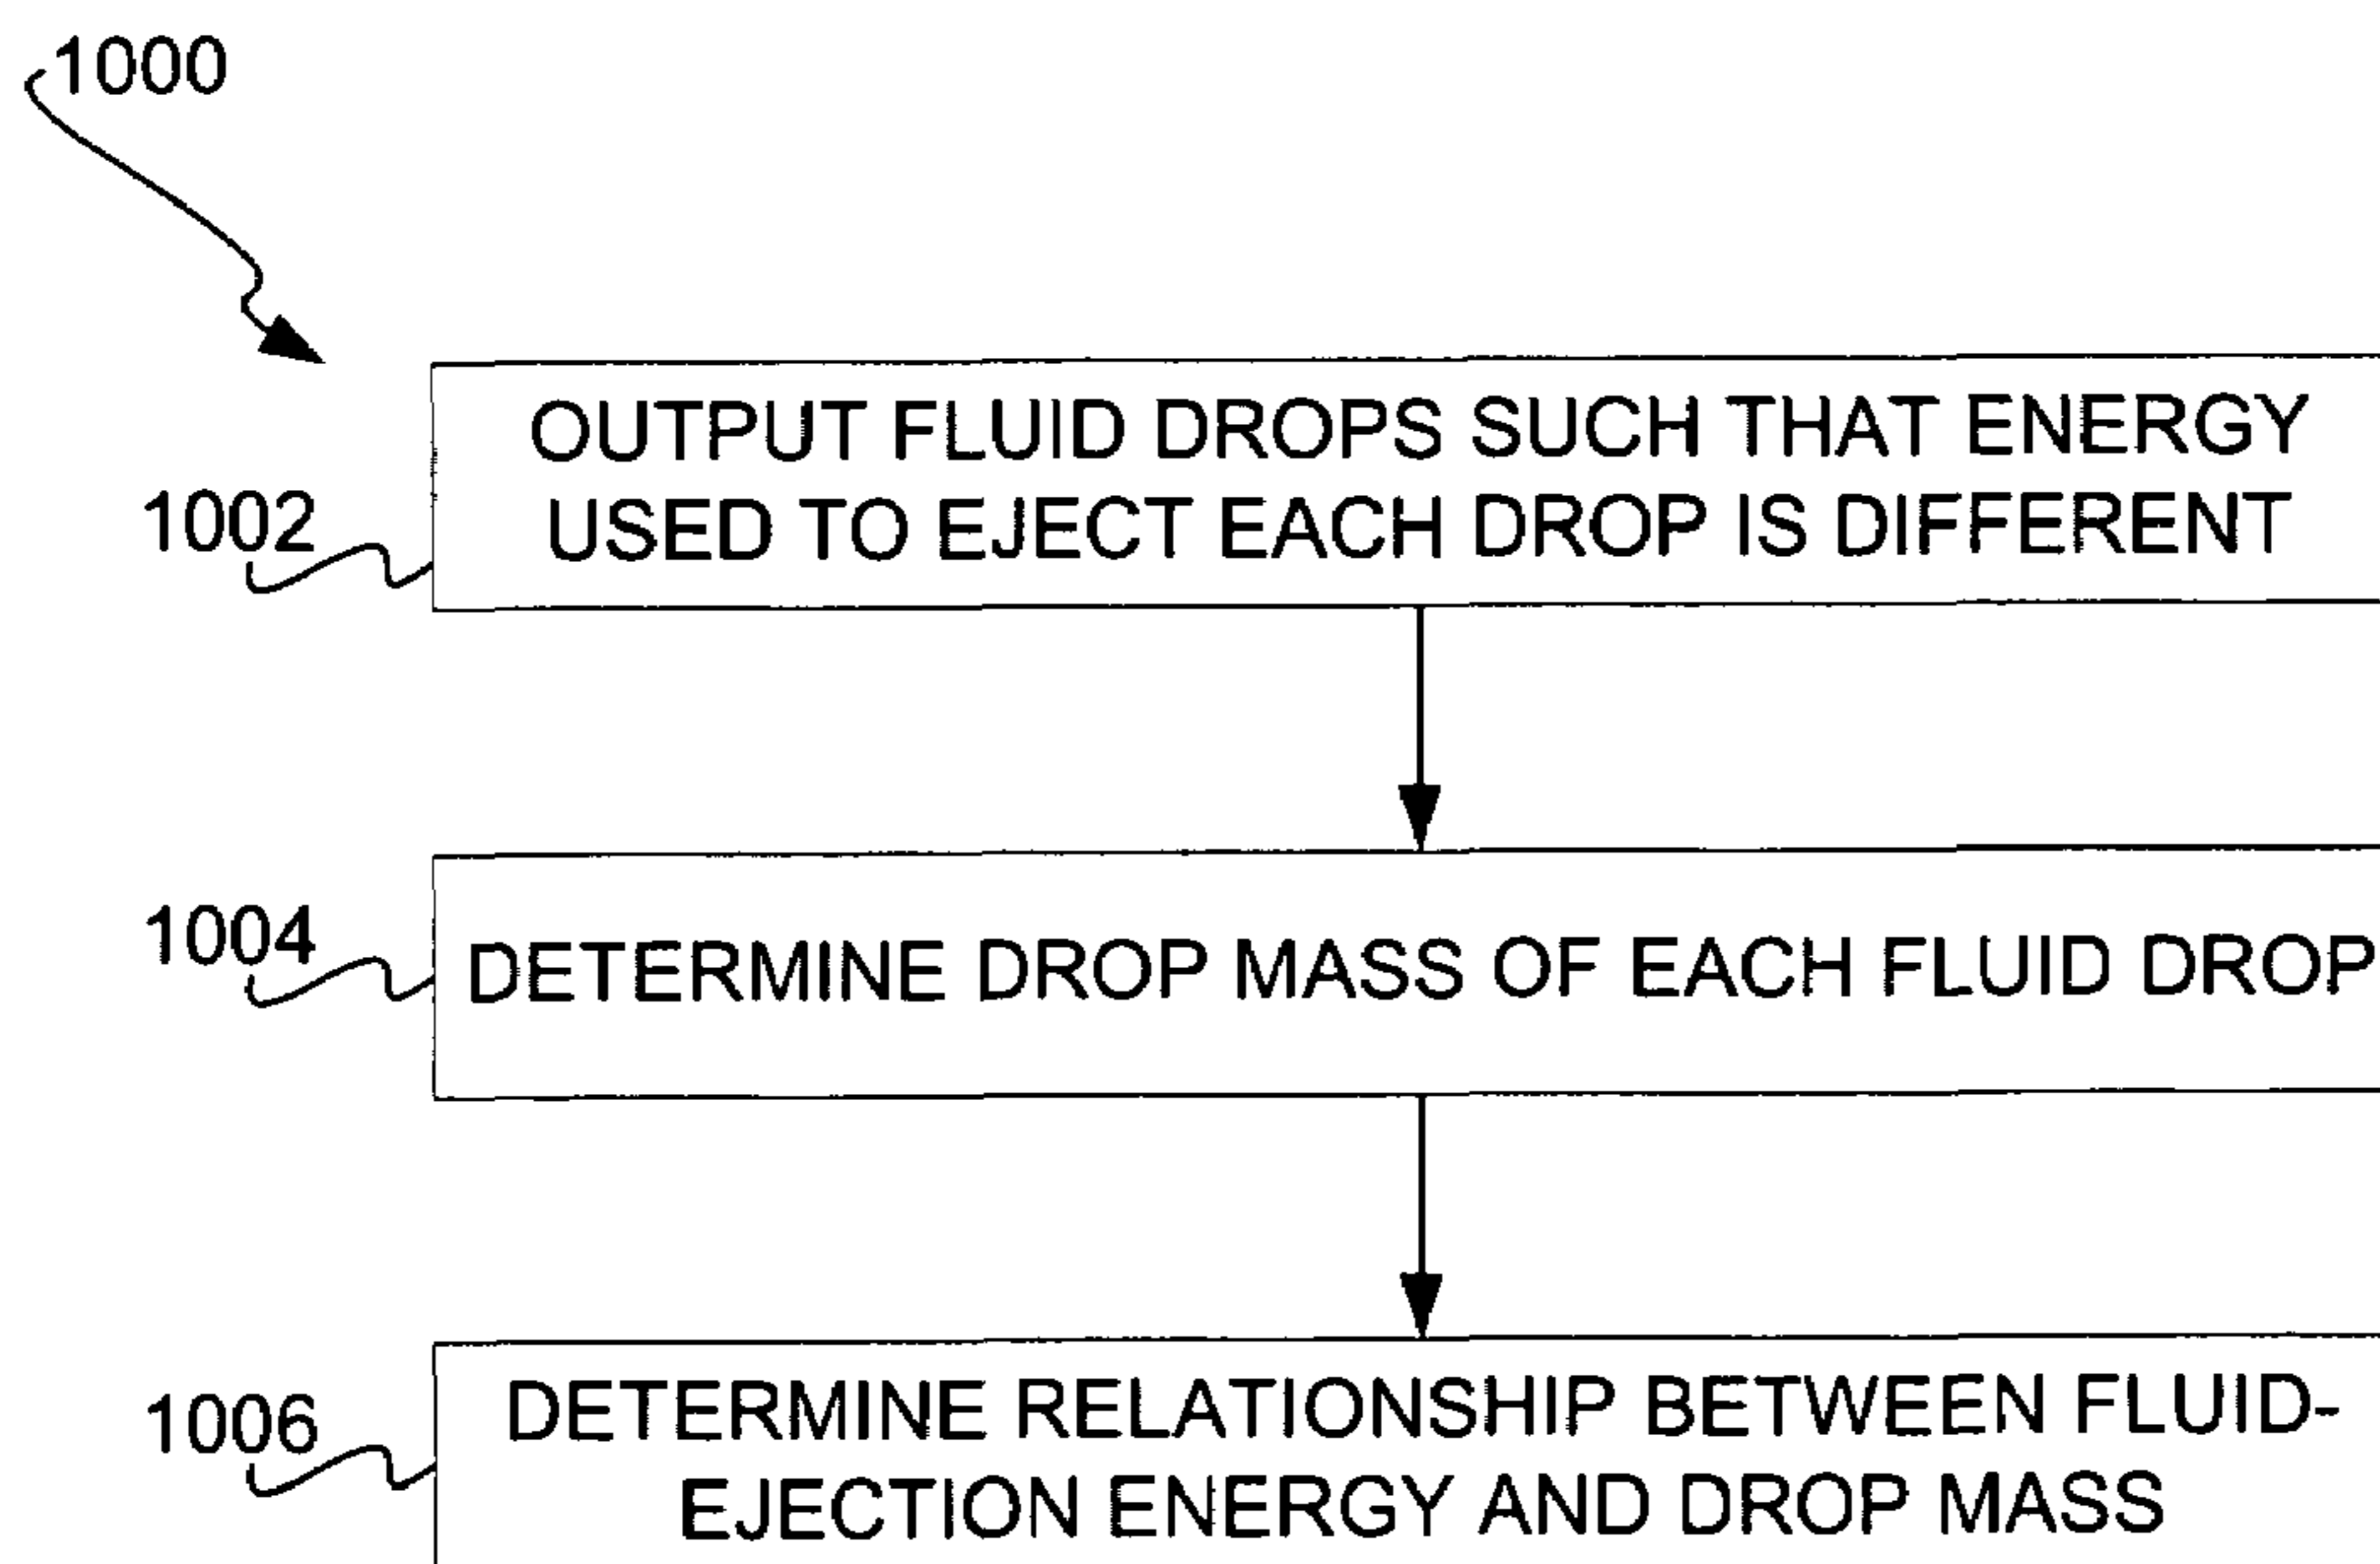 1000
OUTPUT FLUID DROPS SUCH THAT ENERGY
USED TO EJECT EACH DROP IS DIFFERENT
1002
1004
DETERMINE DROP MASS OF EACH FLUID DROP
1006
DETERMINE RELATIONSHIP BETWEEN FLUID-
EJECTION ENERGY AND DROP MASS